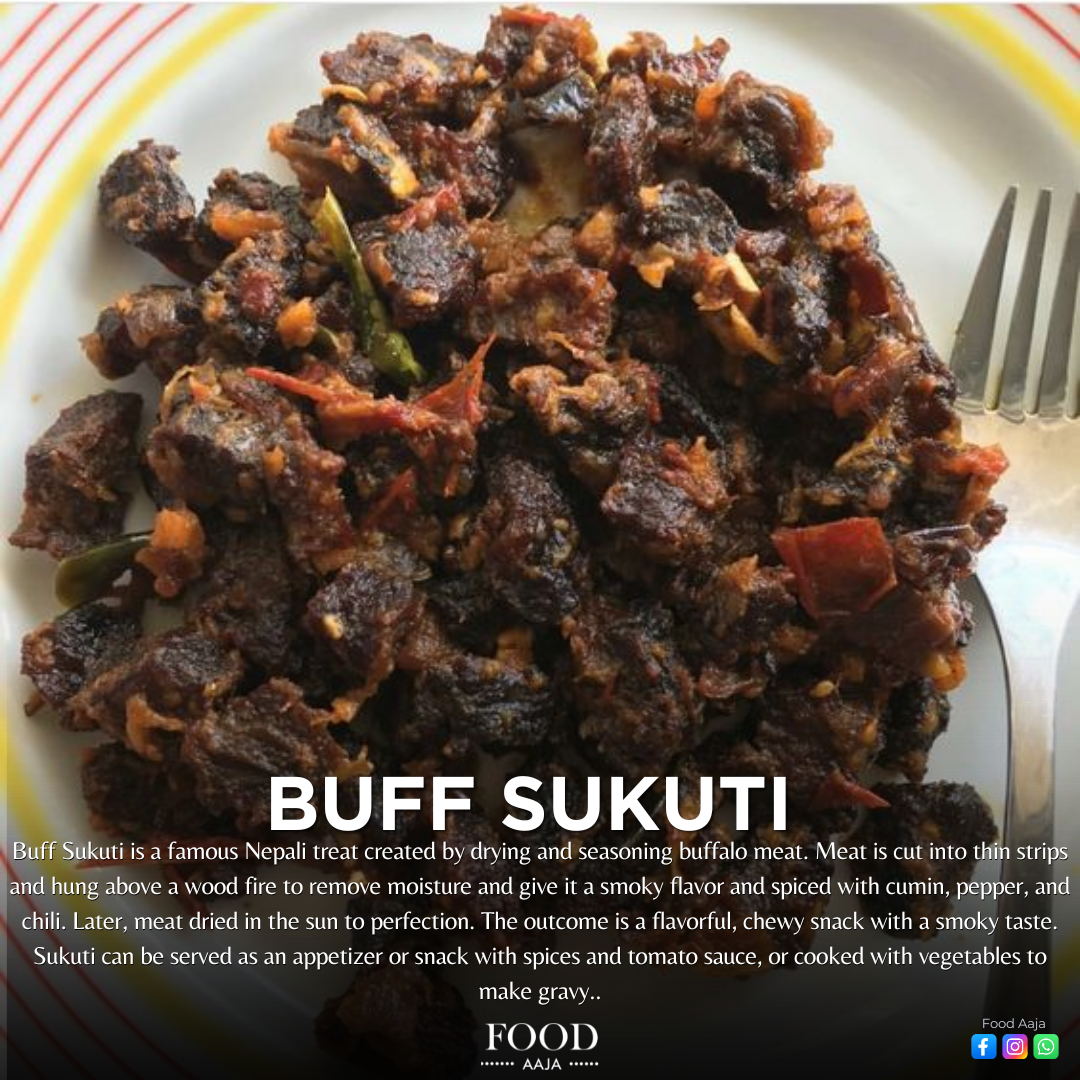 BUFF SUKUTI
Buff Sukuti is a famous Nepali treat created by drying and seasoning buffalo meat. Meat is cut into thin strips
and hung above a wood fire to remove moisture and give it a smoky flavor and spiced with cumin, pepper, and
chili. Later, meat dried in the sun to perfection. The outcome is a flavorful, chewy snack with a smoky taste.
Sukuti can be served as an appetizer or snack with spices and tomato sauce, or cooked with vegetables to
make gravy..
FOOD
AAJA
Food Aaja